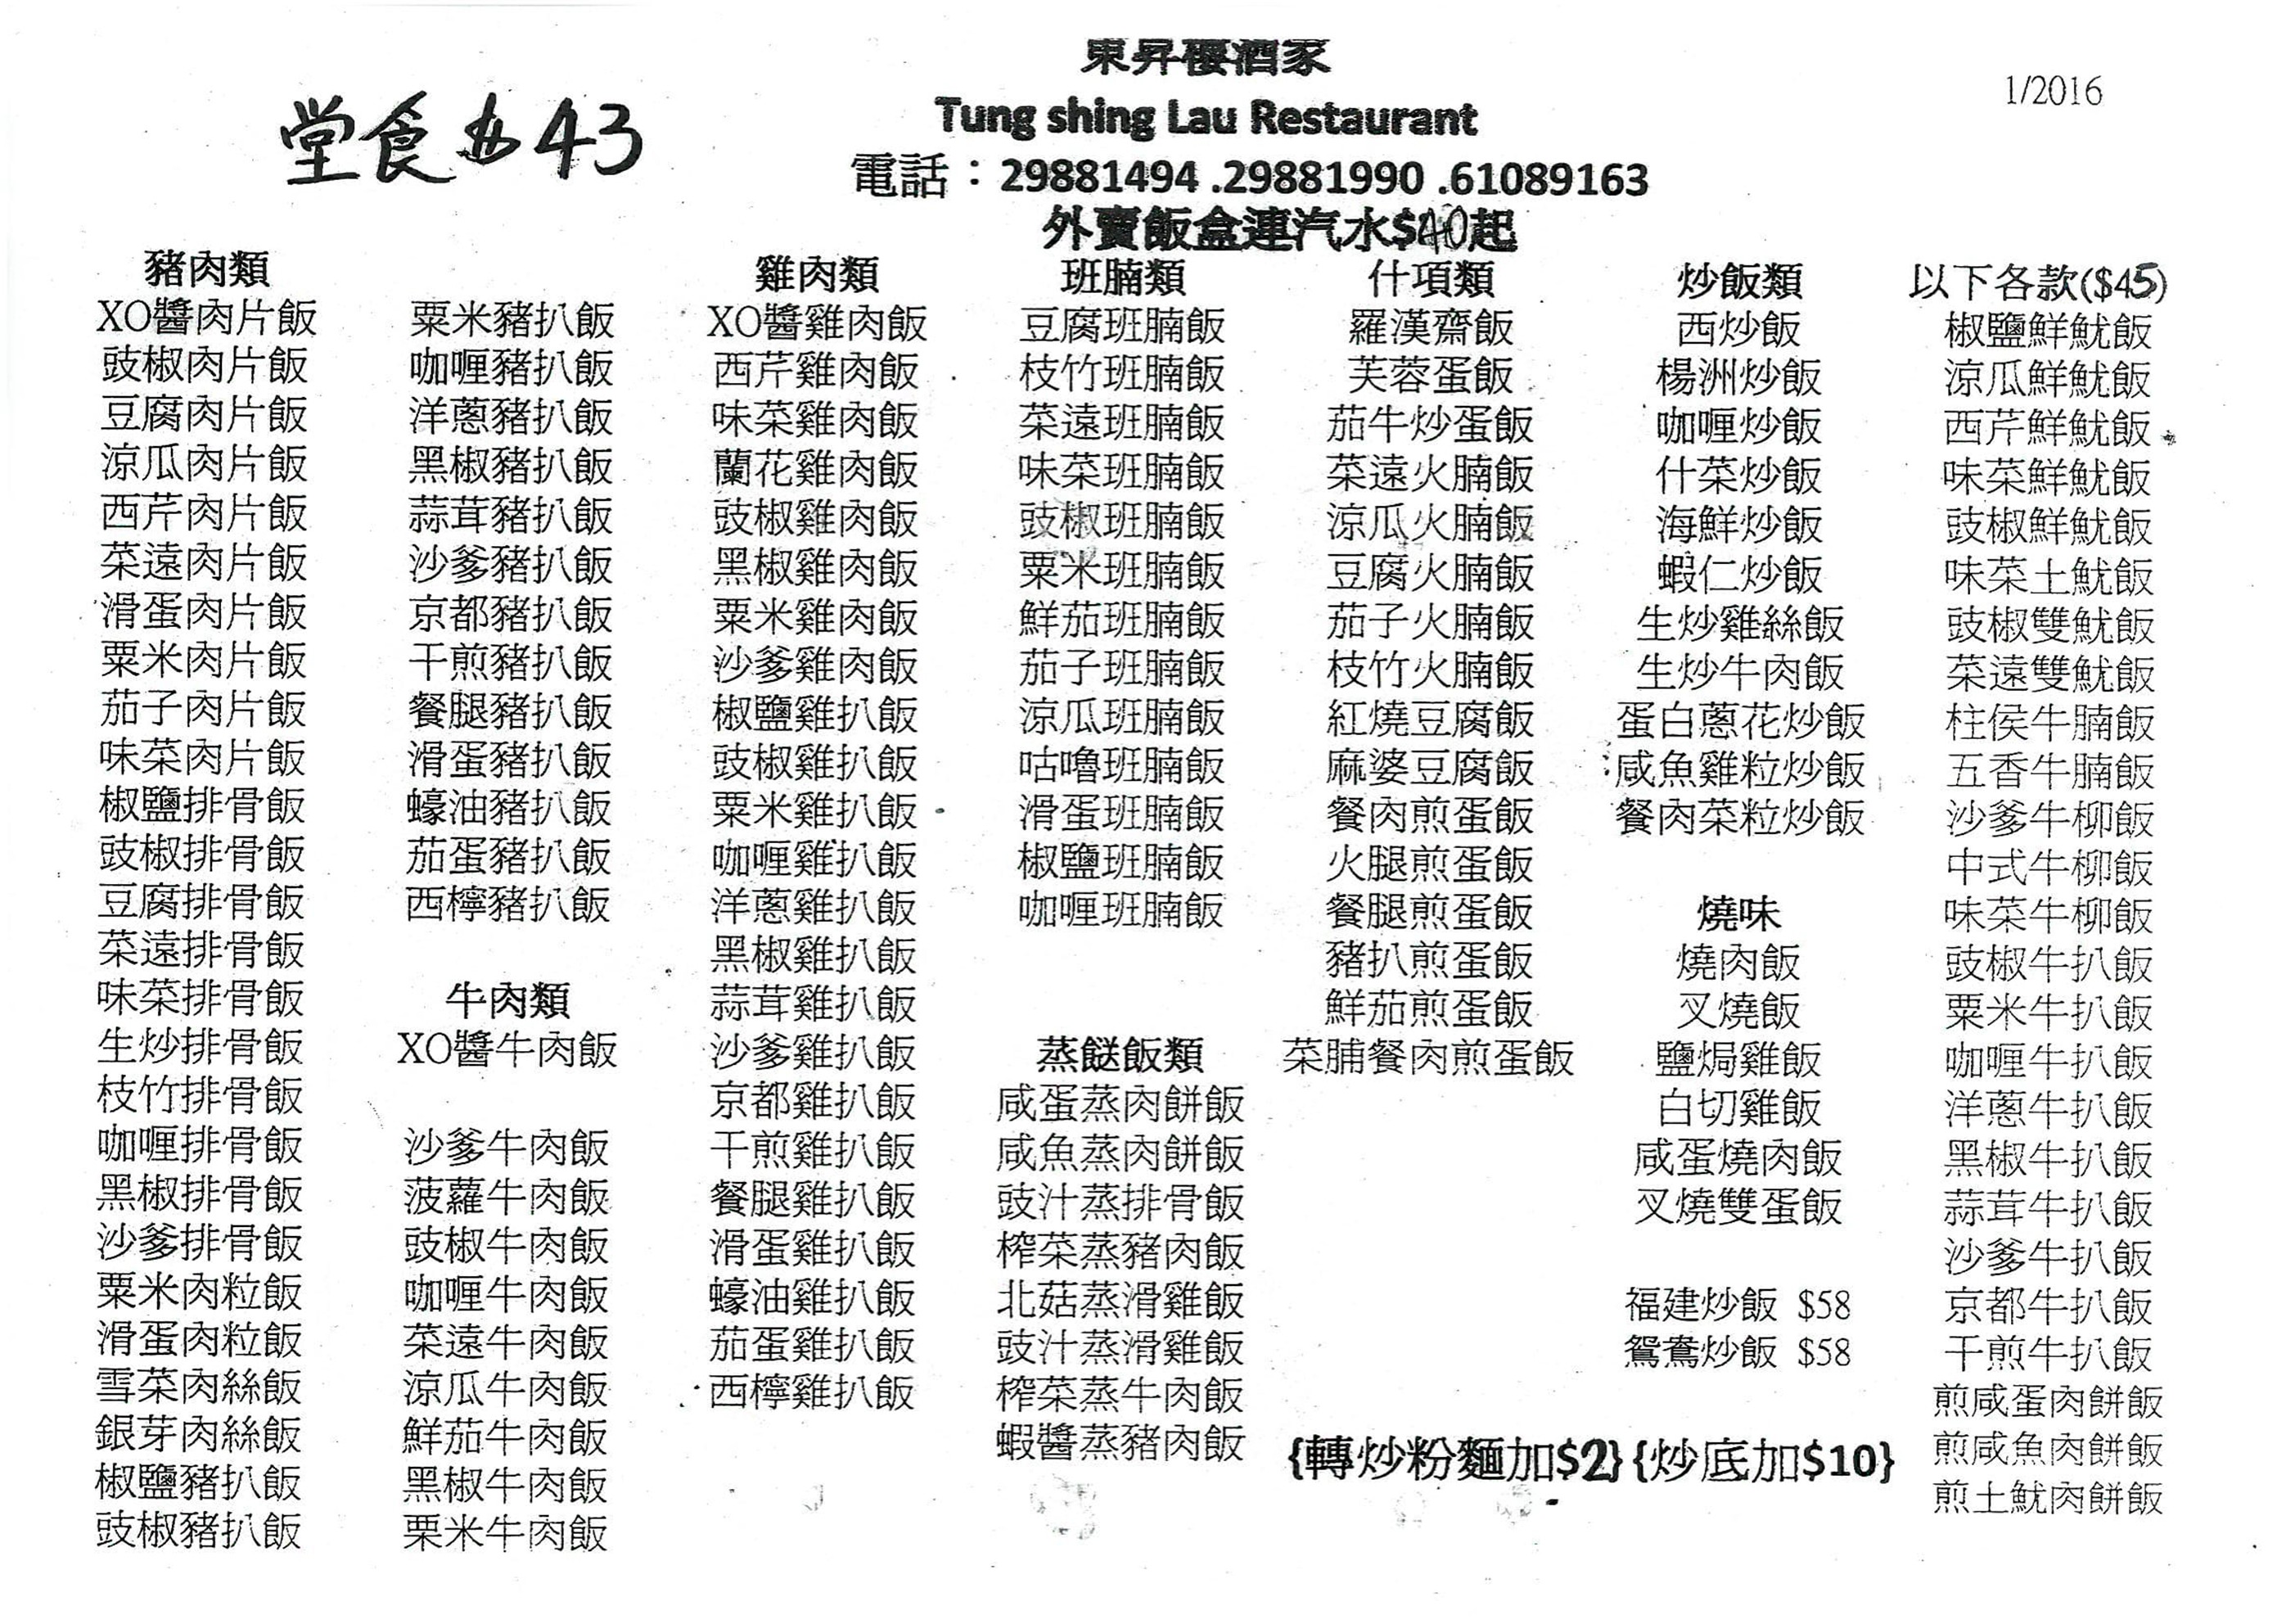 東昇樓酒家
Tung shing Lau Restaurant
1/2016
堂食 $43
電話：29881494 .29881990 .61089163
外賣飯盒連汽水$40起
豬肉類
XO醬肉片飯
豉椒肉片飯
豆腐肉片飯
涼瓜肉片飯
西芹肉片飯
菜遠肉片飯
滑蛋肉片飯
粟米肉片飯
茄子肉片飯
味菜肉片飯
椒鹽排骨飯
豉椒排骨飯
豆腐排骨飯
菜遠排骨飯
味菜排骨飯
生炒排骨飯
枝竹排骨飯
咖喱排骨飯
黑椒排骨飯
沙爹排骨飯
粟米肉粒飯
滑蛋肉粒飯
雪菜肉絲飯
銀芽肉絲飯
椒鹽豬扒飯
豉椒豬扒飯
粟米豬扒飯
咖喱豬扒飯
洋蔥豬扒飯
黑椒豬扒飯
蒜茸豬扒飯
沙爹豬扒飯
京都豬扒飯
干煎豬扒飯
餐腿豬扒飯
滑蛋豬扒飯
蠔油豬扒飯
茄蛋豬扒飯
西檸豬扒飯
牛肉類
XO醬牛肉飯
沙爹牛肉飯
菠蘿牛肉飯
豉椒牛肉飯
咖喱牛肉飯
菜遠牛肉飯
涼瓜牛肉飯
鮮茄牛肉飯
黑椒牛肉飯
粟米牛肉飯
雞肉類
XO醬雞肉飯
西芹雞肉飯
味菜雞肉飯
蘭花雞肉飯
豉椒雞肉飯
黑椒雞肉飯
粟米雞肉飯
沙爹雞肉飯
椒鹽雞扒飯
豉椒雞扒飯
粟米雞扒飯
咖喱雞扒飯
洋蔥雞扒飯
黑椒雞扒飯
蒜茸雞扒飯
沙爹雞扒飯
京都雞扒飯
干煎雞扒飯
餐腿雞扒飯
滑蛋雞扒飯
蠔油雞扒飯
茄蛋雞扒飯
西檸雞扒飯
班腩類
豆腐班腩飯
枝竹班腩飯
菜遠班腩飯
味菜班腩飯
豉椒班腩飯
粟米班腩飯
鮮茄班腩飯
茄子班腩飯
涼瓜班腩飯
咕嚕班腩飯
滑蛋班腩飯
椒鹽班腩飯
咖喱班腩飯
蒸餸飯類
咸蛋蒸肉餅飯
咸魚蒸肉餅飯
豉汁蒸排骨飯
榨菜蒸豬肉飯
北菇蒸滑雞飯
豉汁蒸滑雞飯
榨菜蒸牛肉飯
蝦醬蒸豬肉飯
什項類
羅漢齋飯
芙蓉蛋飯
茄牛炒蛋飯
菜遠火腩飯
涼瓜火腩飯
豆腐火腩飯
茄子火腩飯
枝竹火腩飯
紅燒豆腐飯
麻婆豆腐飯
餐肉煎蛋飯
火腿煎蛋飯
餐腿煎蛋飯
豬扒煎蛋飯
鮮茄煎蛋飯
菜脯餐肉煎蛋飯
炒飯類
西炒飯
楊洲炒飯
咖喱炒飯
什菜炒飯
海鮮炒飯
蝦仁炒飯
生炒雞絲飯
生炒牛肉飯
蛋白蔥花炒飯
咸魚雞粒炒飯
餐肉菜粒炒飯
燒味
燒肉飯
叉燒飯
鹽焗雞飯
白切雞飯
咸蛋燒肉飯
叉燒雙蛋飯
福建炒飯 $58
鴛鴦炒飯 $58
{轉炒粉麵加$2}{炒底加$10}
以下各款($45)
椒鹽鮮魷飯
涼瓜鮮魷飯
西芹鮮魷飯
味菜鮮魷飯
豉椒鮮魷飯
味菜土魷飯
豉椒雙魷飯
菜遠雙魷飯
柱侯牛腩飯
五香牛腩飯
沙爹牛柳飯
中式牛柳飯
味菜牛柳飯
豉椒牛扒飯
粟米牛扒飯
咖喱牛扒飯
洋蔥牛扒飯
黑椒牛扒飯
蒜茸牛扒飯
沙爹牛扒飯
京都牛扒飯
干煎牛扒飯
煎咸蛋肉餅飯
煎咸魚肉餅飯
煎土魷肉餅飯